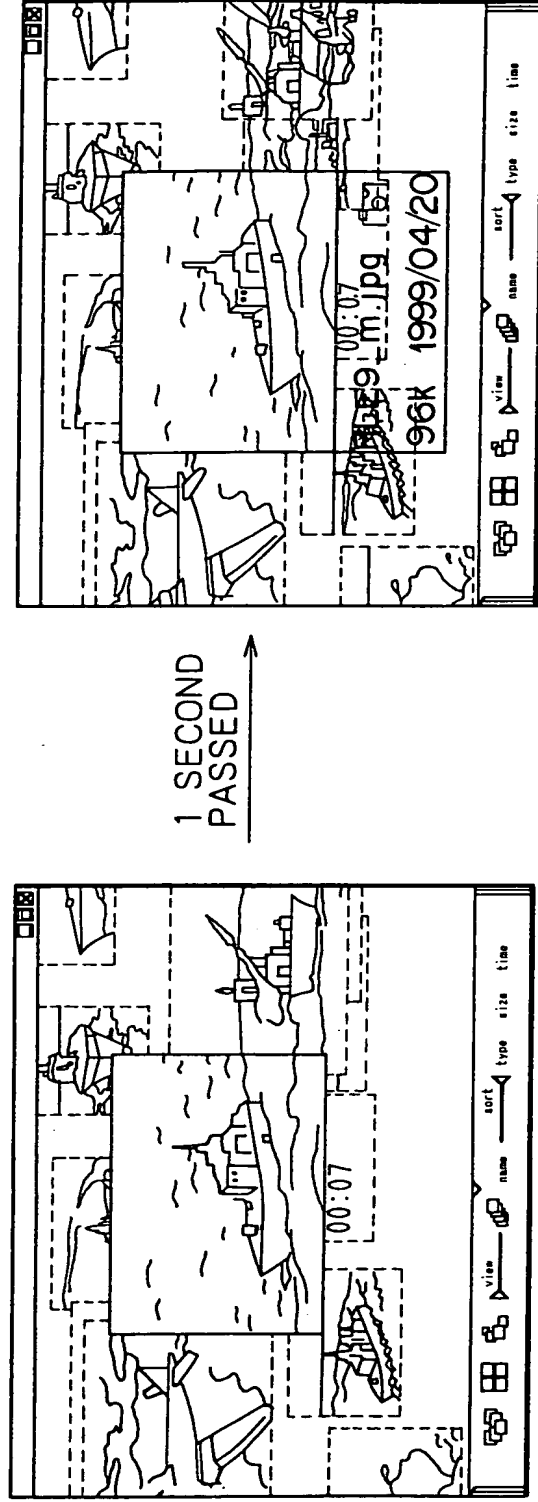 00:07
sort
view name type size time
1 SECOND
PASSED
00:07
m.jpg
96k 1999/04/20
sort
view name type size time